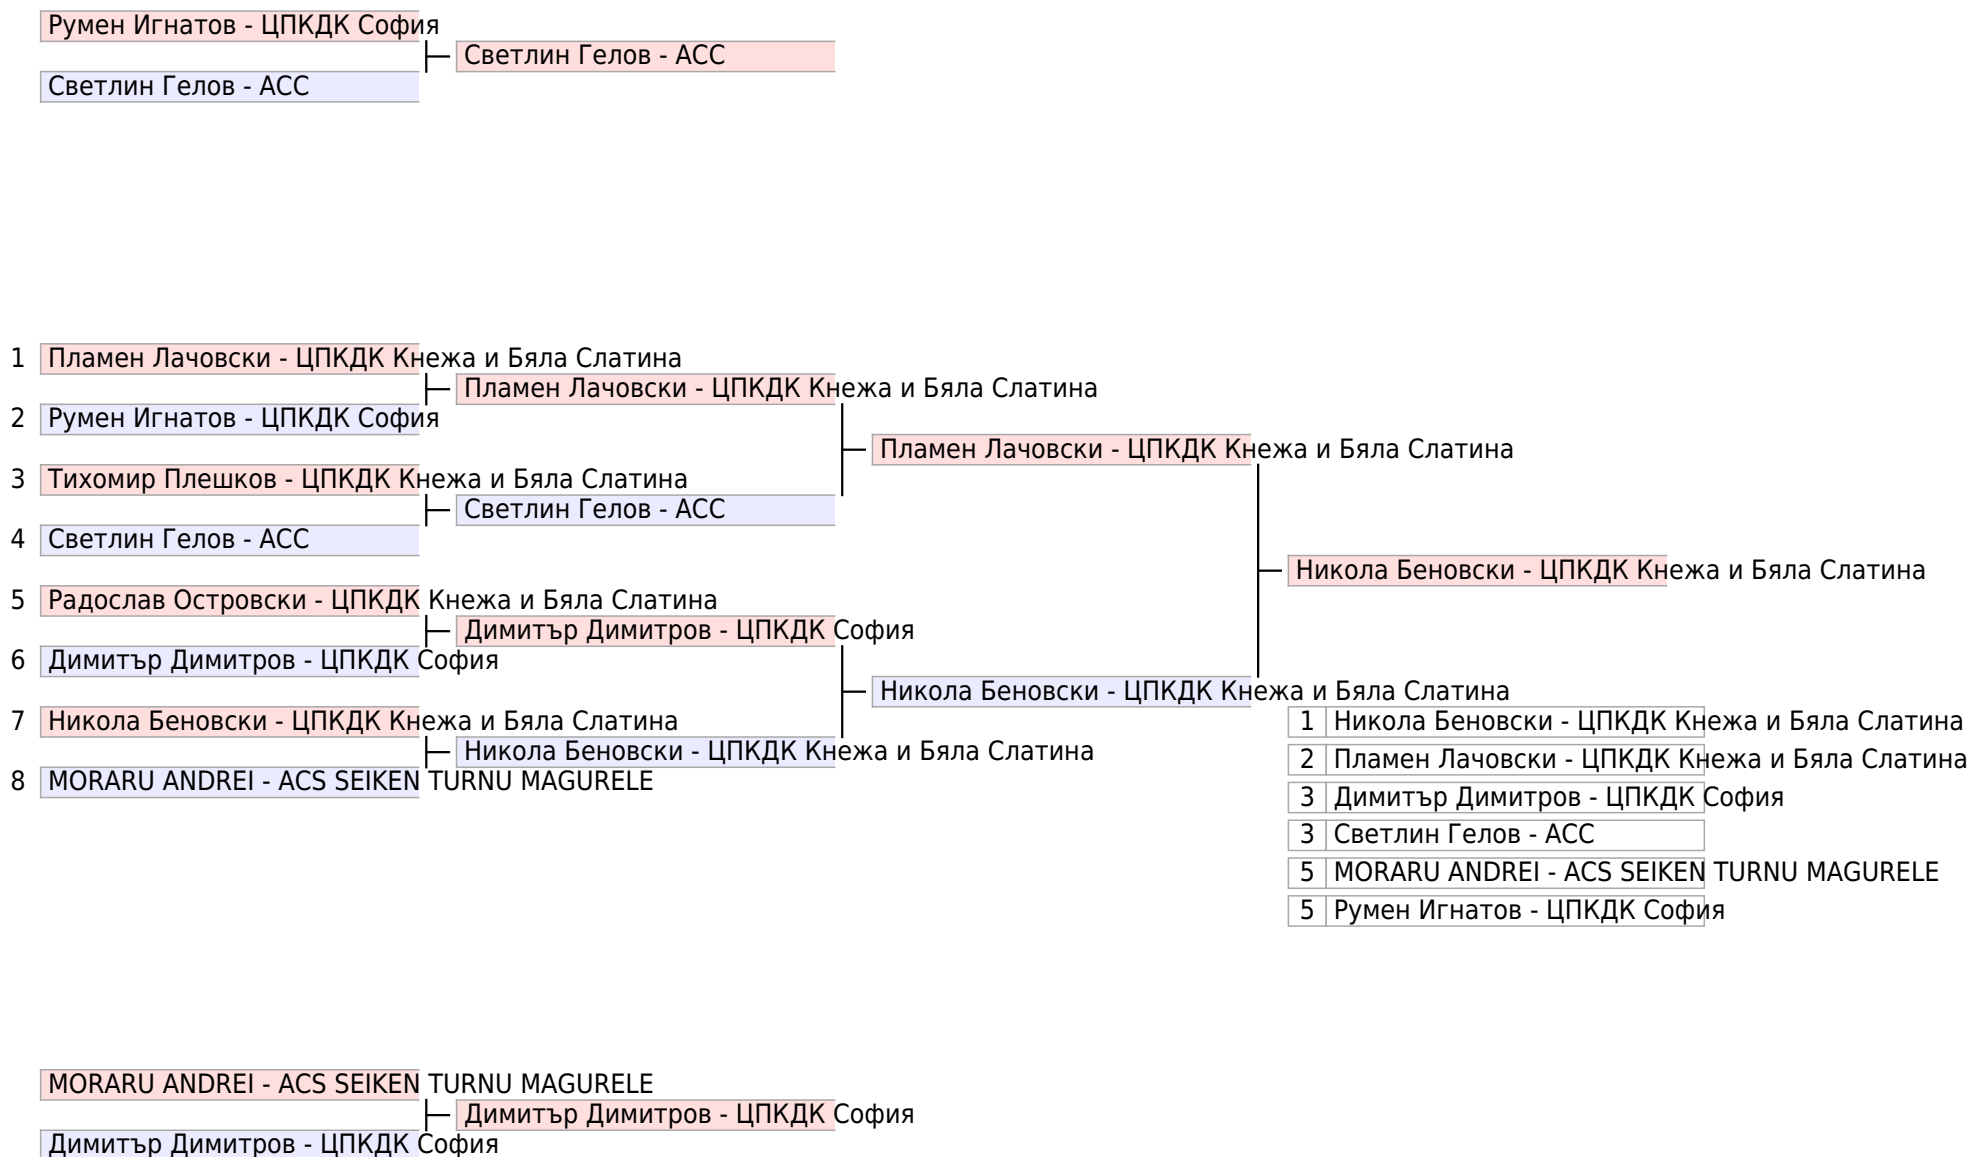 Румен Игнатов - ЦПКДК София
Светлин Гелов - АСС
Светлин Гелов - АСС
1 Пламен Лачовски - ЦПКДК Кнежа и Бяла Слатина
Пламен Лачовски - ЦПКДК Кнежа и Бяла Слатина
2 Румен Игнатов - ЦПКДК София
Пламен Лачовски - ЦПКДК Кнежа и Бяла Слатина
3 Тихомир Плешков - ЦПКДК Кнежа и Бяла Слатина
Светлин Гелов - АСС
4 Светлин Гелов - АСС
Никола Беновски - ЦПКДК Кнежа и Бяла Слатина
5 Радослав Островски - ЦПКДК Кнежа и Бяла Слатина
Димитър Димитров - ЦПКДК София
6 Димитър Димитров - ЦПКДК София
Никола Беновски - ЦПКДК Кнежа и Бяла Слатина
7 Никола Беновски - ЦПКДК Кнежа и Бяла Слатина
Никола Беновски - ЦПКДК Кнежа и Бяла Слатина
8 MORARU ANDREI - ACS SEIKEN TURNU MAGURELE
1 Никола Беновски - ЦПКДК Кнежа и Бяла Слатина
2 Пламен Лачовски - ЦПКДК Кнежа и Бяла Слатина
3 Димитър Димитров - ЦПКДК София
3 Светлин Гелов - АСС
5 MORARU ANDREI - ACS SEIKEN TURNU MAGURELE
5 Румен Игнатов - ЦПКДК София
MORARU ANDREI - ACS SEIKEN TURNU MAGURELE
Димитър Димитров - ЦПКДК София
Димитър Димитров - ЦПКДК София